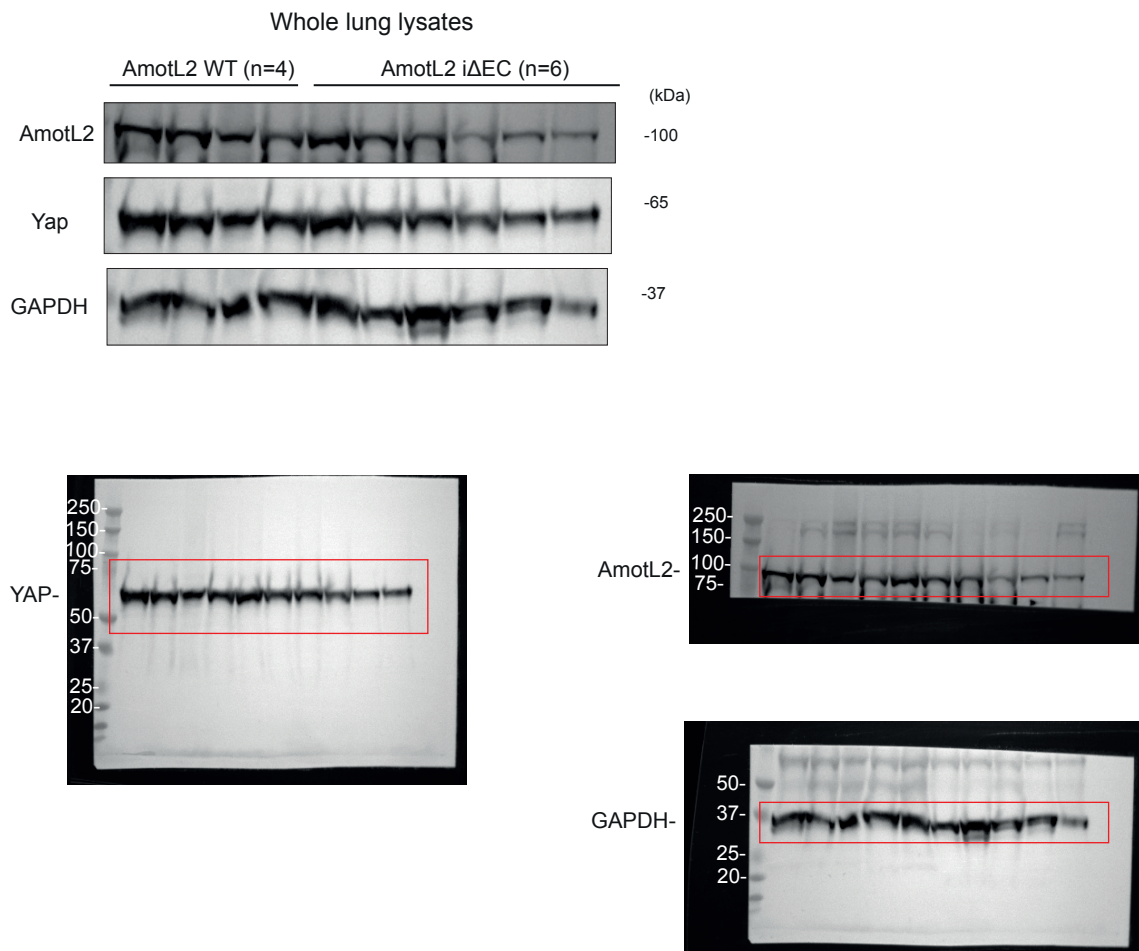 Whole lung lysates
AmotL2 WT (n=4) AmotL2 iΔEC (n=6)
(kDa)
AmotL2 -100
Yap -65
GAPDH -37
YAP-
250-
150-
100-
75-
50-
37-
25-
20-
AmotL2-
250-
150-
100-
75-
GAPDH-
50-
37-
25-
20-